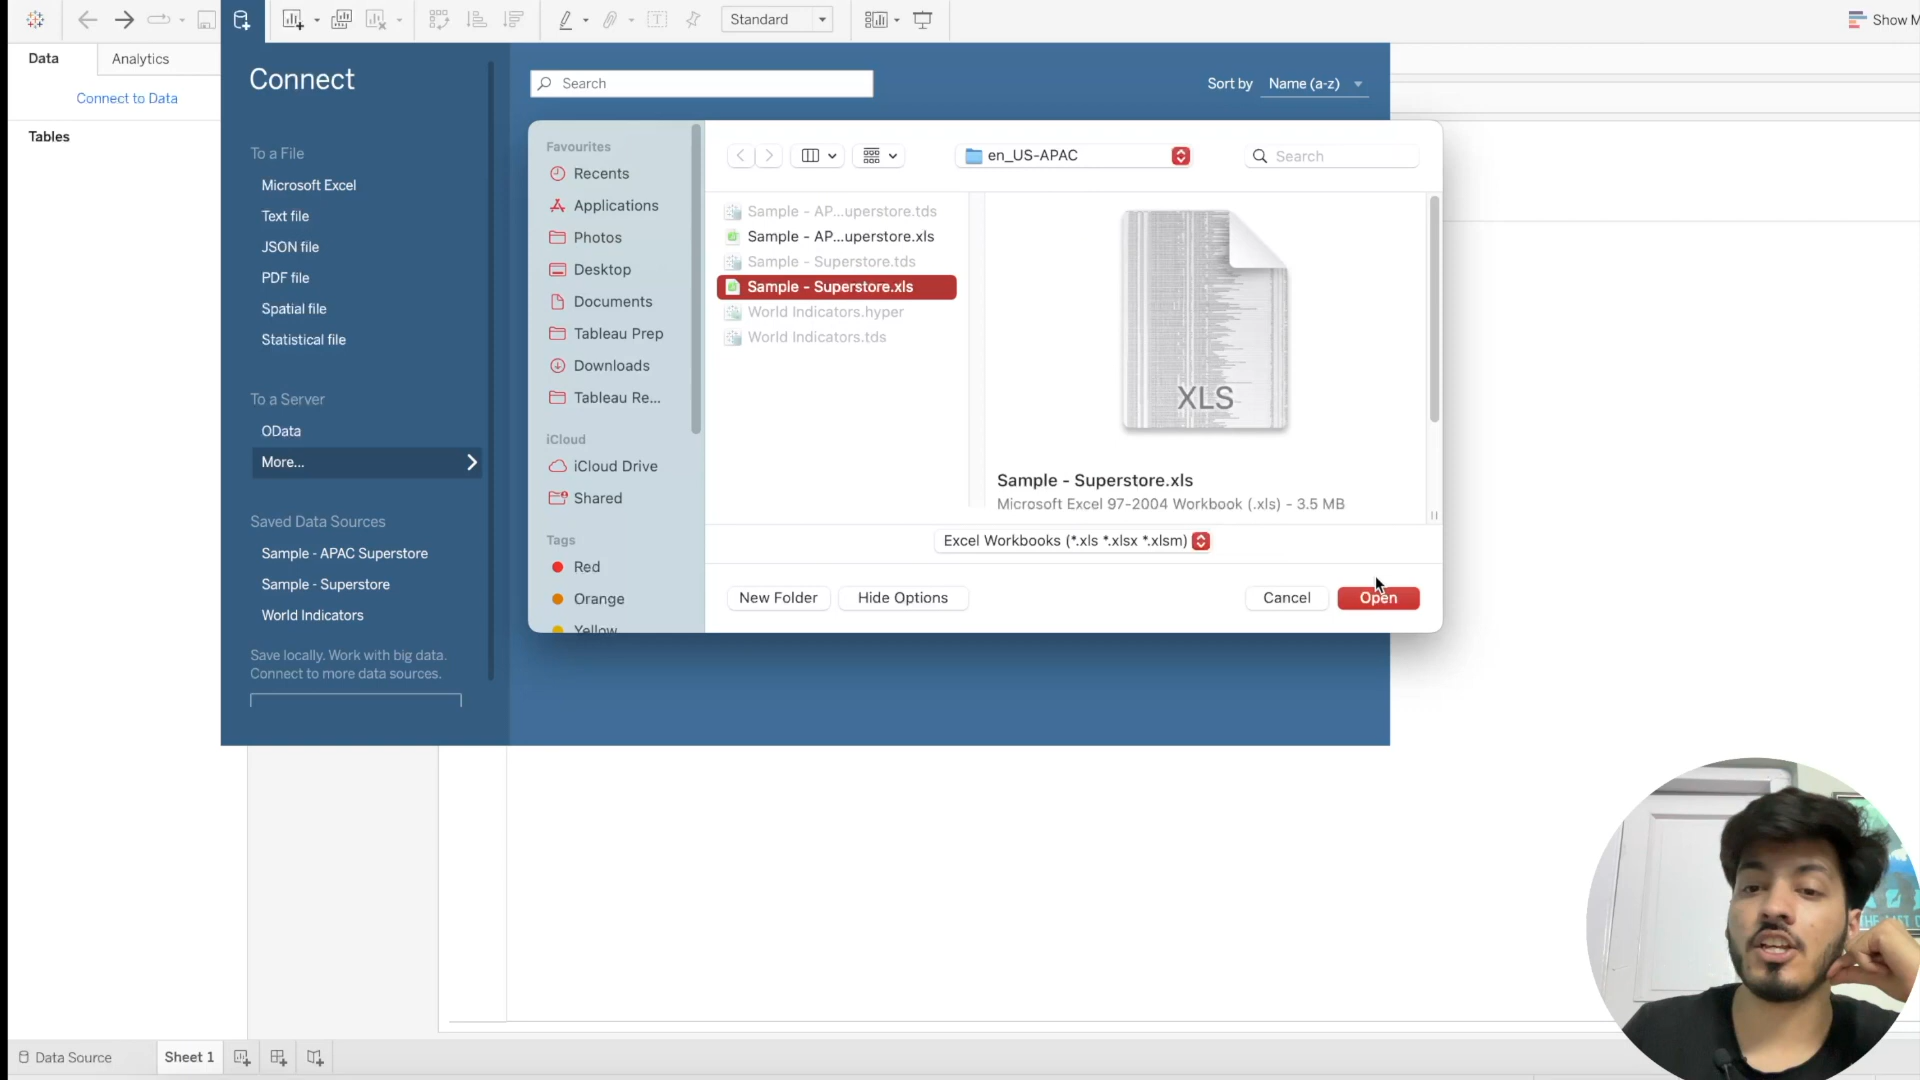 Standard
Show M
Data
Analytics
Connect to Data
Tables
Connect
To a File
Microsoft Excel
Text file
JSON file
PDF file
Spatial file
Statistical file
To a Server
OData
More...
Saved Data Sources
Sample - APAC Superstore
Sample - Superstore
World Indicators
Save locally. Work with big data.
Connect to more data sources.
Search
Sort by Name (a-z)
Favourites
Recents
Applications
Photos
Desktop
Documents
Tableau Prep
Downloads
Tableau Re...
iCloud
iCloud Drive
Shared
Tags
Red
Orange
Yellow
en_US-APAC
Search
Sample - AP...uperstore.tds
Sample - AP...uperstore.xls
Sample - Superstore.tds
Sample - Superstore.xls
World Indicators.hyper
World Indicators.tds
XLS
Sample - Superstore.xls
Microsoft Excel 97-2004 Workbook (.xls) - 3.5 MB
Excel Workbooks (*.xls *.xlsx *.xlsm)
New Folder
Hide Options
Cancel
Open
Data Source
Sheet 1